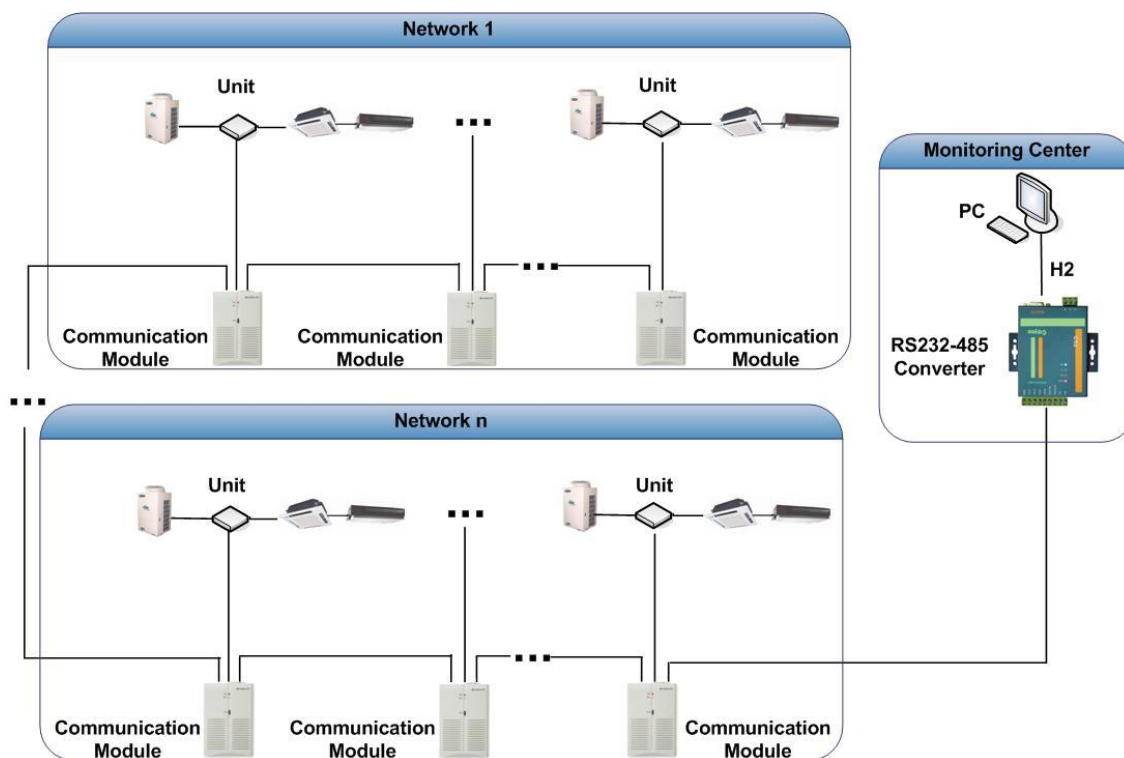 Network 1
Unit
Unit
...
...
Communication
Module
Communication
Module
Communication
Module
Monitoring Center
PC
H2
RS232-485
Converter
...
Network n
Unit
Unit
...
...
Communication
Module
Communication
Module
Communication
Module